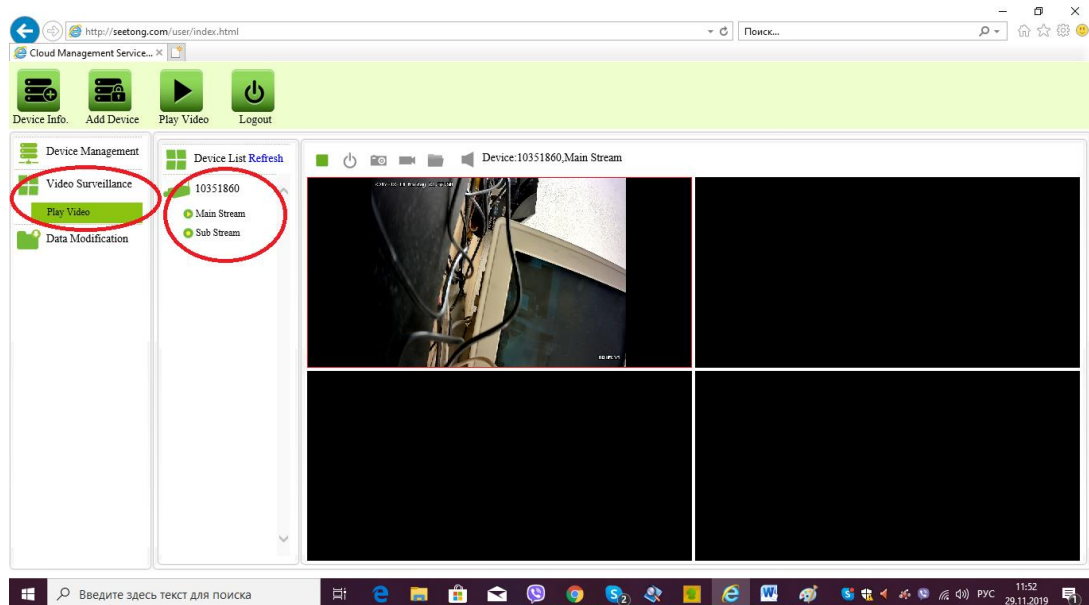 http://seetong.com/user/index.html
Поиск...
Cloud Management Service...
Device Info.
Add Device
Play Video
Logout
Device Management
Video Surveillance
Play Video
Data Modification
Device List Refresh
10351860
Main Stream
Sub Stream
Device:10351860,Main Stream
Введите здесь текст для поиска
2
РУС
11:52
29.11.2019